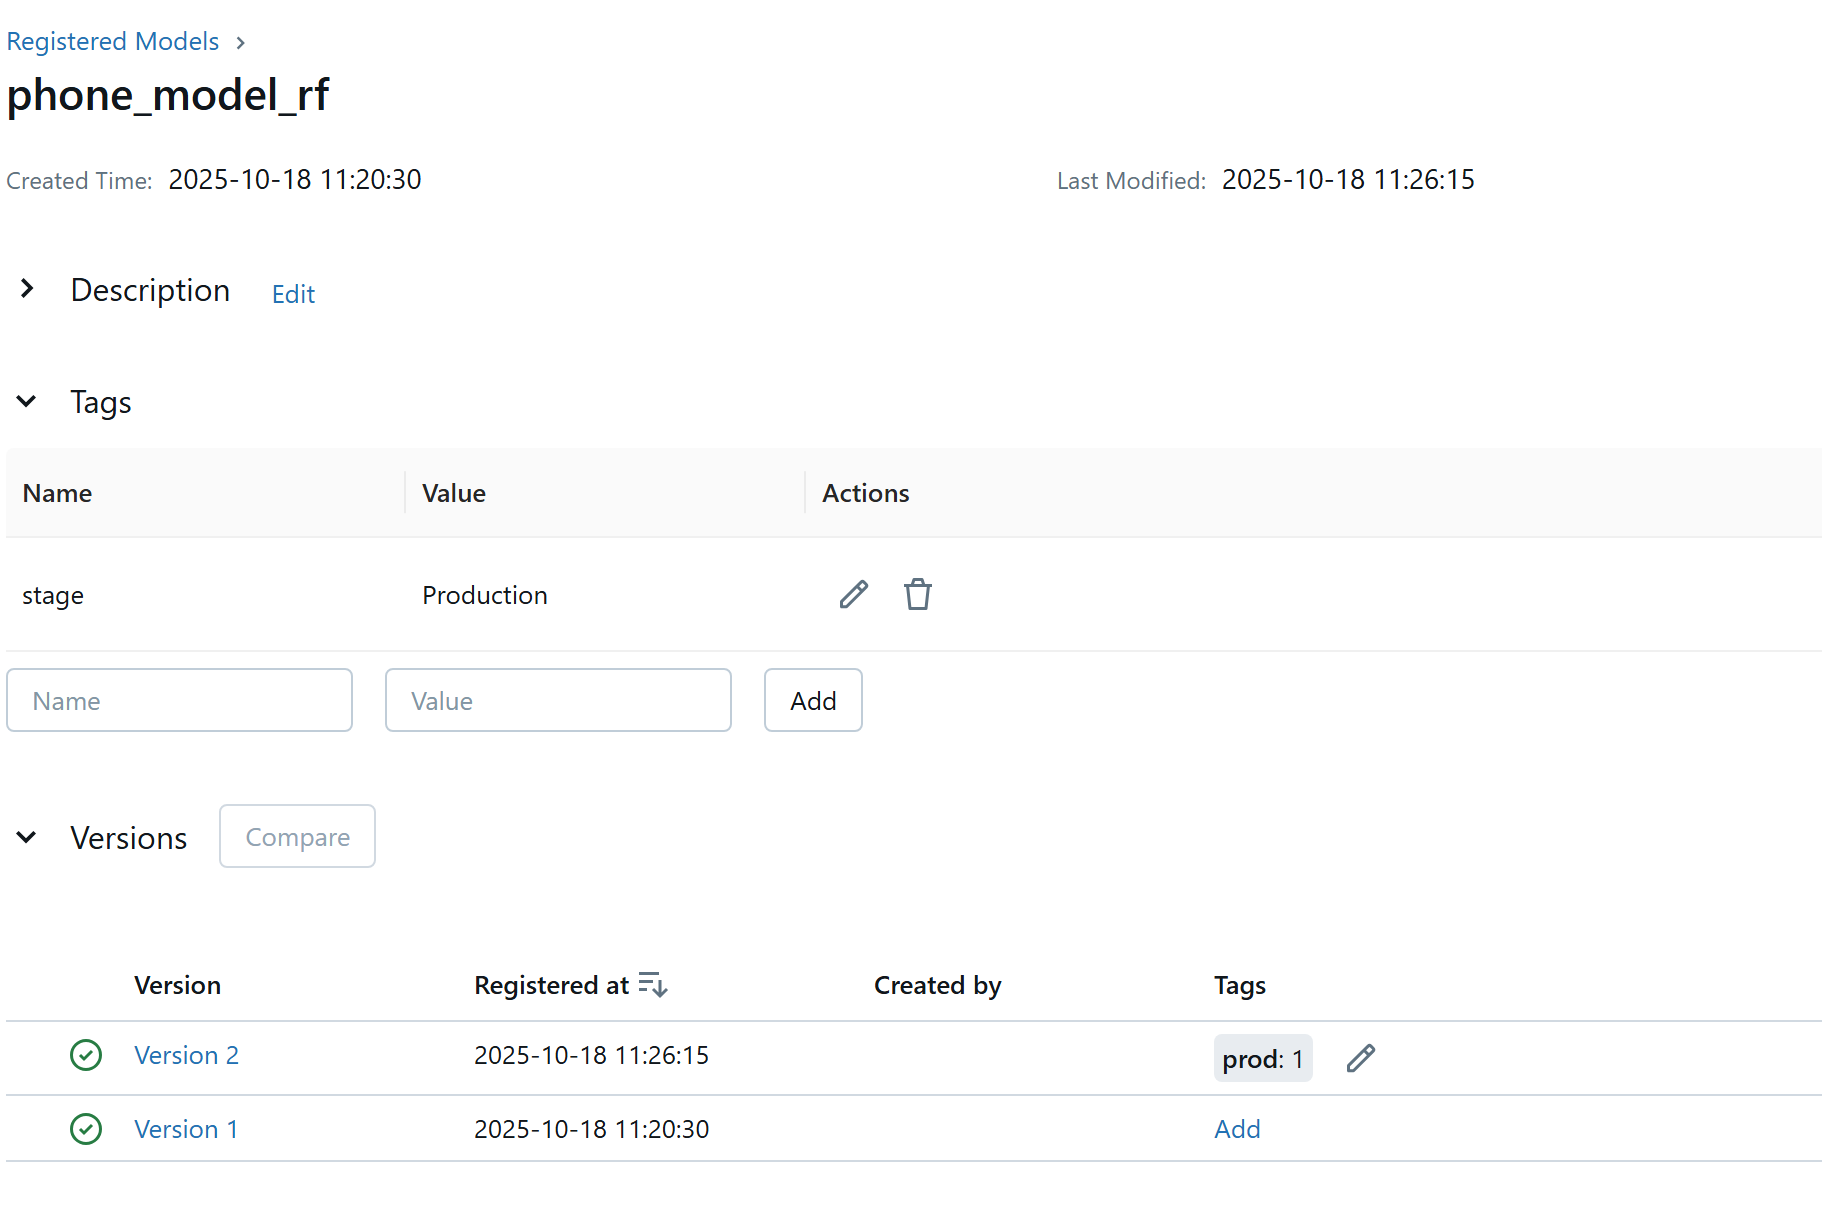 Registered Models
phone_model_rf
Created Time: 2025-10-18 11:20:30 Last Modified: 2025-10-18 11:26:15
Description Edit
Tags
Name Value Actions
stage Production
Name Value Add
Versions Compare
Version Registered at Created by Tags
Version 2 2025-10-18 11:26:15 prod: 1
Version 1 2025-10-18 11:20:30 Add